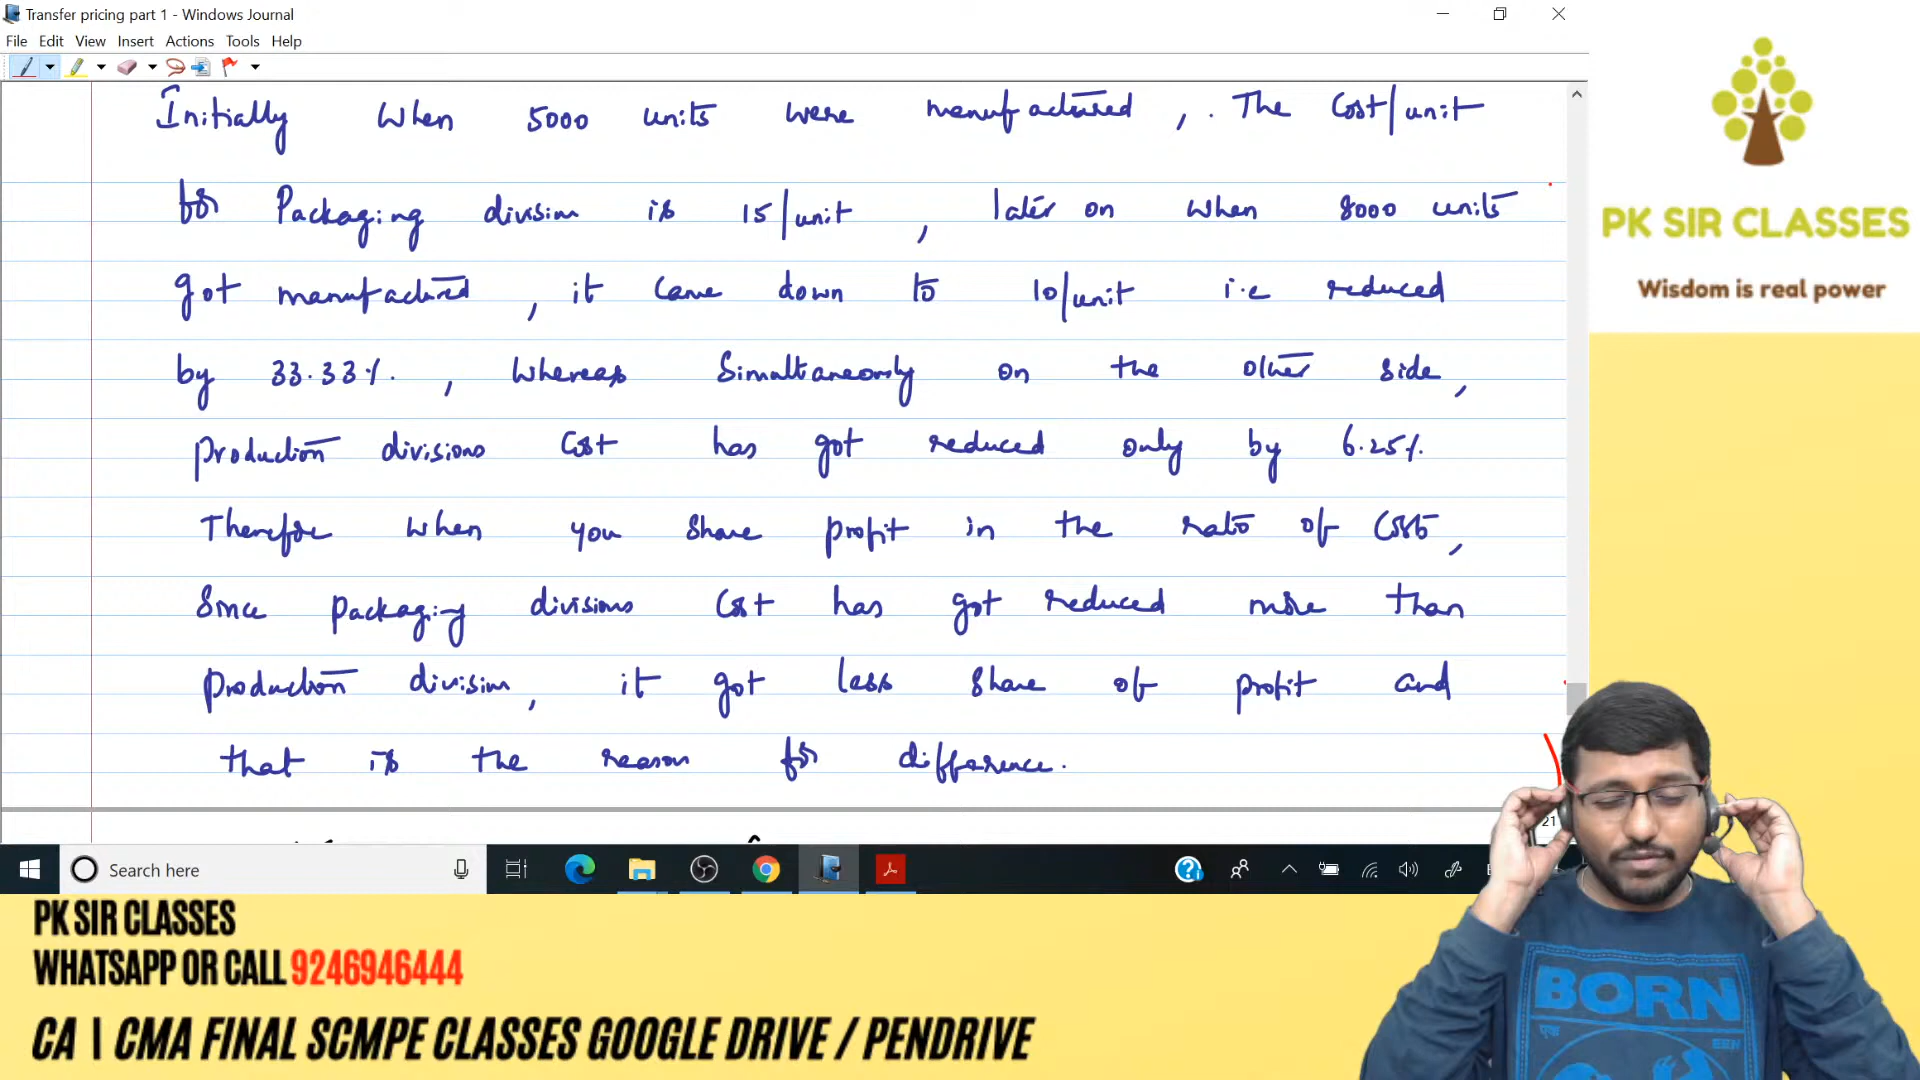 Transfer pricing part 1 - Windows Journal
File Edit View Insert Actions Tools Help
Initially when 5000 units were manufactured, . The Cost/unit
for Packaging division is 15/unit , later on when 8000 units
got manufactured , it came down to 10/unit i.e reduced
by 33.33% , whereas Simultaneously on the other side,
production divisions Cost has got reduced only by 6.25%.
Therefore when you share profit in the ratio of Cost,
Since packaging divisions Cost has got reduced more than
production division, it got less share of profit and
that is the reason for difference.
PK SIR CLASSES
Wisdom is real power
21
Search here
PK SIR CLASSES
WHATSAPP OR CALL 9246946444
CA \ CMA FINAL SCMPE CLASSES GOOGLE DRIVE / PENDRIVE
BORN